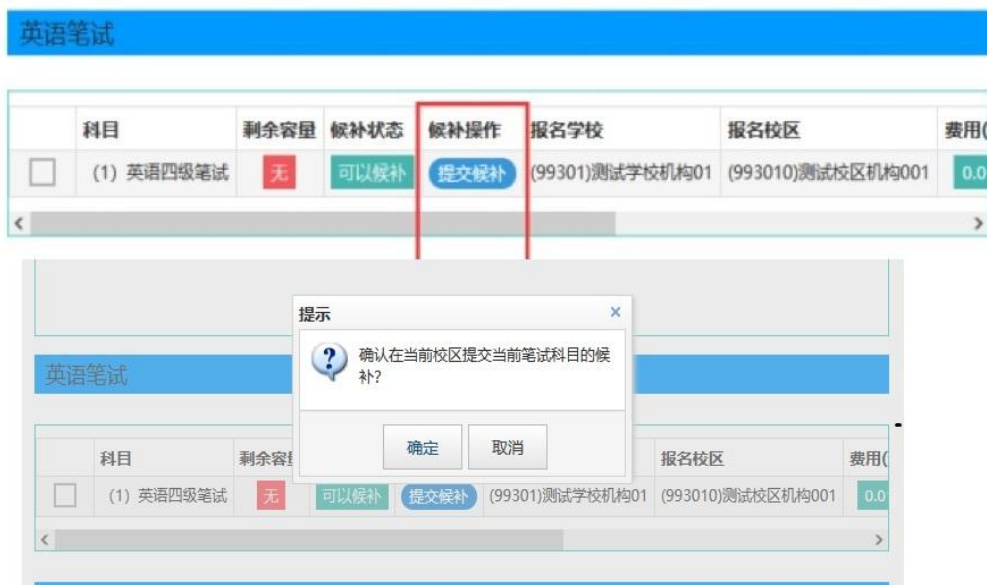 英语笔试
科目 剩余容量 候补状态 候补操作 报名学校 报名校区 费用(
(1) 英语四级笔试 无 可以候补 提交候补 (99301)测试学校机构01 (993010)测试校区机构001 0.0
提示
确认在当前校区提交当前笔试科目的候
补?
确定 取消
英语笔试
科目 剩余容 报名校区 费用(
(1) 英语四级笔试 无 可以候补 提交候补 (99301)测试学校机构01 (993010)测试校区机构001 0.0